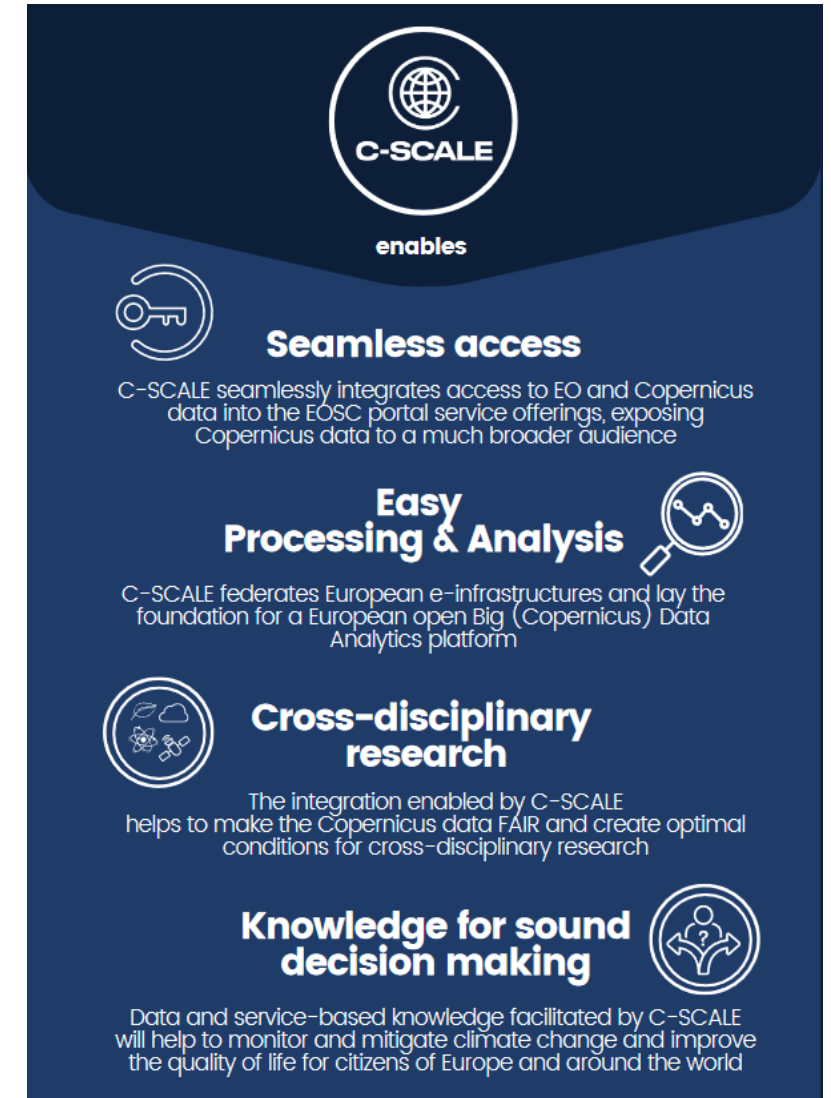 C-SCALE
enables
Seamless access
C-SCALE seamlessly integrates access to EO and Copernicus
data into the EOSC portal service offerings, exposing
Copernicus data to a much broader audience
Easy
Processing & Analysis
C-SCALE federates European e-infrastructures and lay the
foundation for a European open Big (Copernicus) Data
Analytics platform
Cross-disciplinary
research
The integration enabled by C-SCALE
helps to make the Copernicus data FAIR and create optimal
conditions for cross-disciplinary research
Knowledge for sound
decision making
?
Data and service-based knowledge facilitated by C-SCALE
will help to monitor and mitigate climate change and improve
the quality of life for citizens of Europe and around the world